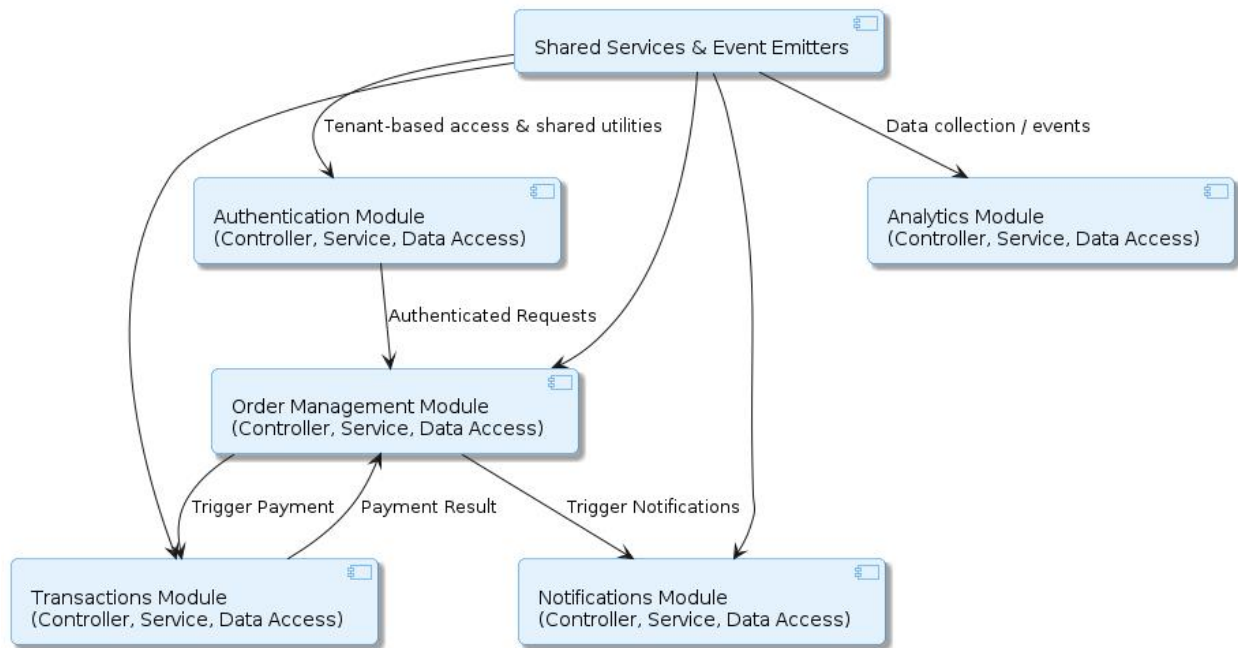 Shared Services & Event Emitters
Tenant-based access & shared utilities
Data collection / events
Authentication Module
(Controller, Service, Data Access)
Analytics Module
(Controller, Service, Data Access)
Authenticated Requests
Order Management Module
(Controller, Service, Data Access)
Trigger Payment
Payment Result
Trigger Notifications
Transactions Module
(Controller, Service, Data Access)
Notifications Module
(Controller, Service, Data Access)